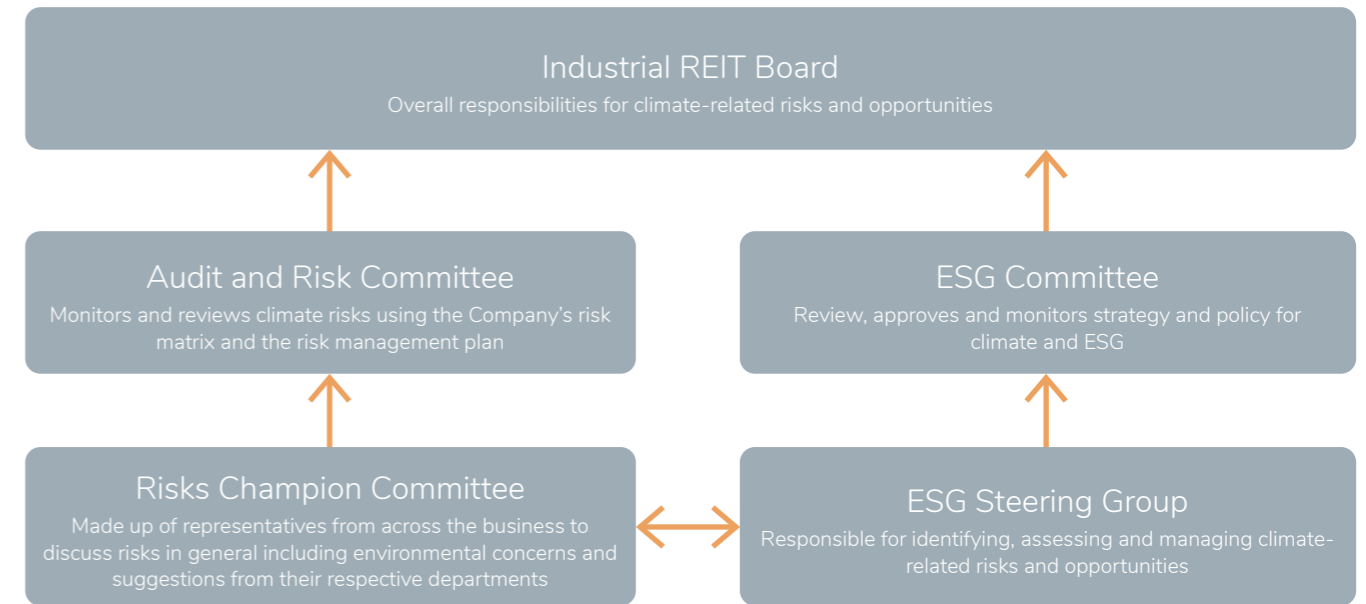 Industrial REIT Board
Overall responsibilities for climate-related risks and opportunities
Audit and Risk Committee
Monitors and reviews climate risks using the Company's risk
matrix and the risk management plan
ESG Committee
Review, approves and monitors strategy and policy for
climate and ESG
Risks Champion Committee
Made up of representatives from across the business to
discuss risks in general including environmental concerns and
suggestions from their respective departments
ESG Steering Group
Responsible for identifying, assessing and managing climate-
related risks and opportunities